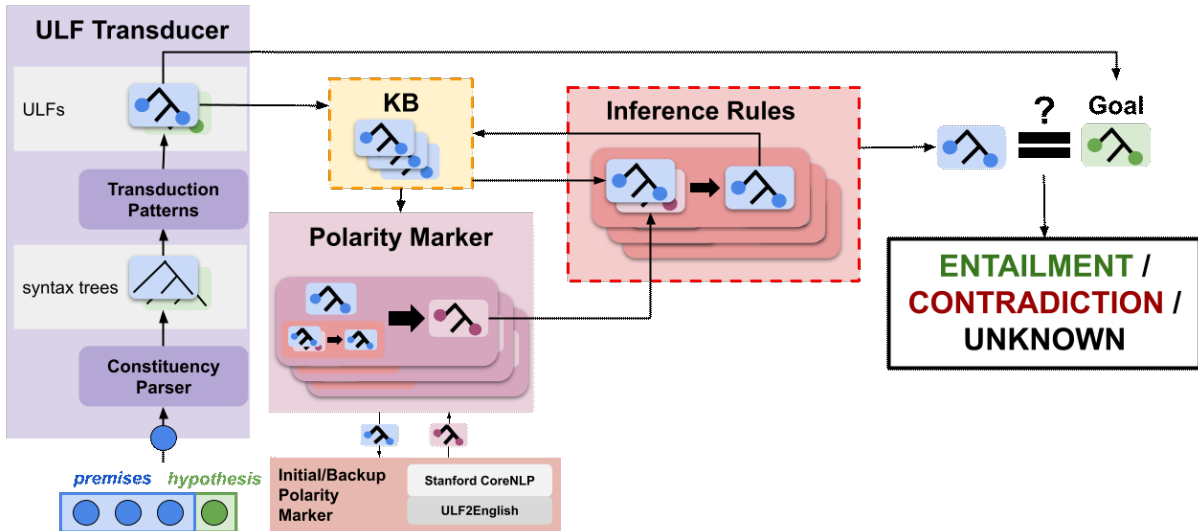 ULF Transducer
ULFs
Transduction
Patterns
syntax trees
Constituency
Parser
premises
hypothesis
KB
Polarity Marker
Initial/Backup
Polarity
Marker
Stanford CoreNLP
ULF2English
Inference Rules
?
Goal
ENTAILMENT /
CONTRADICTION /
UNKNOWN